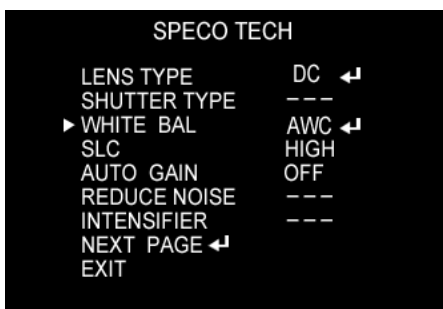 SPECO TECH
LENS TYPE DC ↵
SHUTTER TYPE ---
▶ WHITE BAL AWC ↵
SLC HIGH
AUTO GAIN OFF
REDUCE NOISE ---
INTENSIFIER ---
NEXT PAGE ↵
EXIT